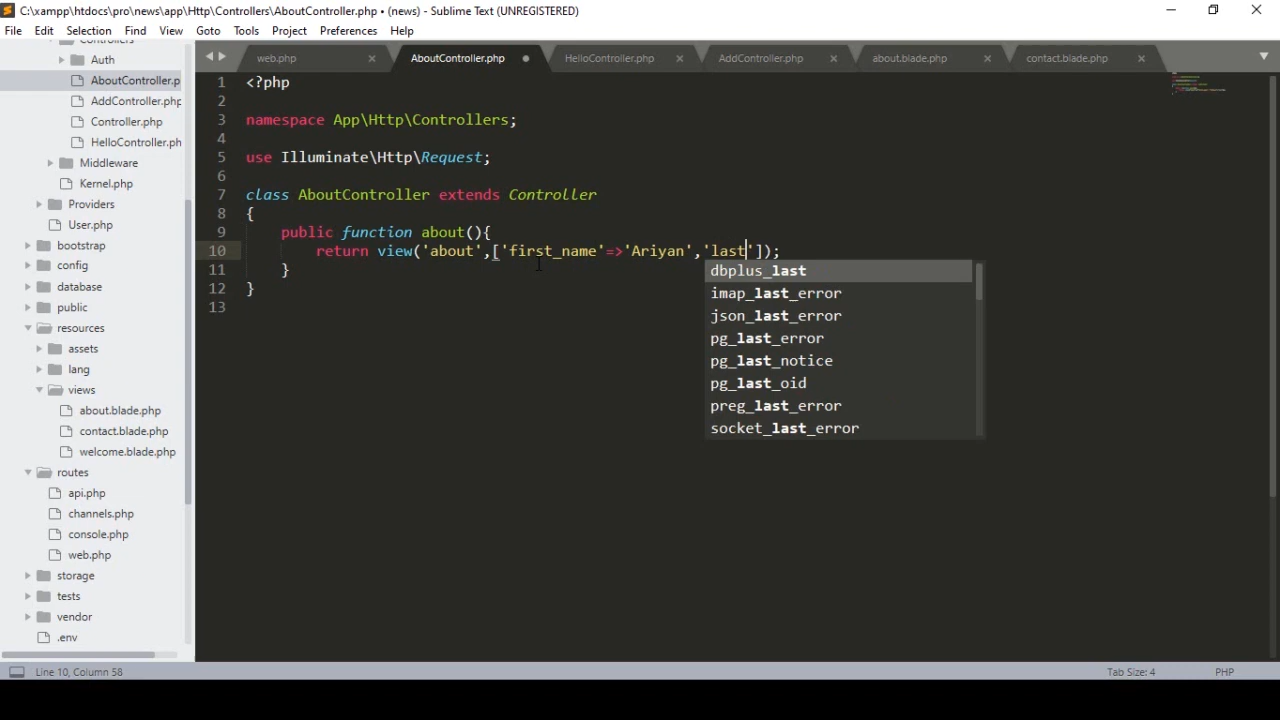 C:\xampp\htdocs\pro\news\app\Http\Controllers\AboutController.php • (news) - Sublime Text (UNREGISTERED)
File Edit Selection Find View Goto Tools Project Preferences Help
Controllers
Auth
AboutController.p
AddController.php
Controller.php
HelloController.ph
Middleware
Kernel.php
Providers
User.php
bootstrap
config
database
public
resources
assets
lang
views
about.blade.php
contact.blade.php
welcome.blade.php
routes
api.php
channels.php
console.php
web.php
storage
tests
vendor
.env
web.php AboutController.php HelloController.php AddController.php about.blade.php contact.blade.php
1 <?php
2
3 namespace App\Http\Controllers;
4
5 use Illuminate\Http\Request;
6
7 class AboutController extends Controller
8 {
9 public function about(){
10 return view('about',['first_name'=>'Ariyan','last']);
11 }
12 }
13
dbplus_last
imap_last_error
json_last_error
pg_last_error
pg_last_notice
pg_last_oid
preg_last_error
socket_last_error
Line 10, Column 58 Tab Size: 4 PHP